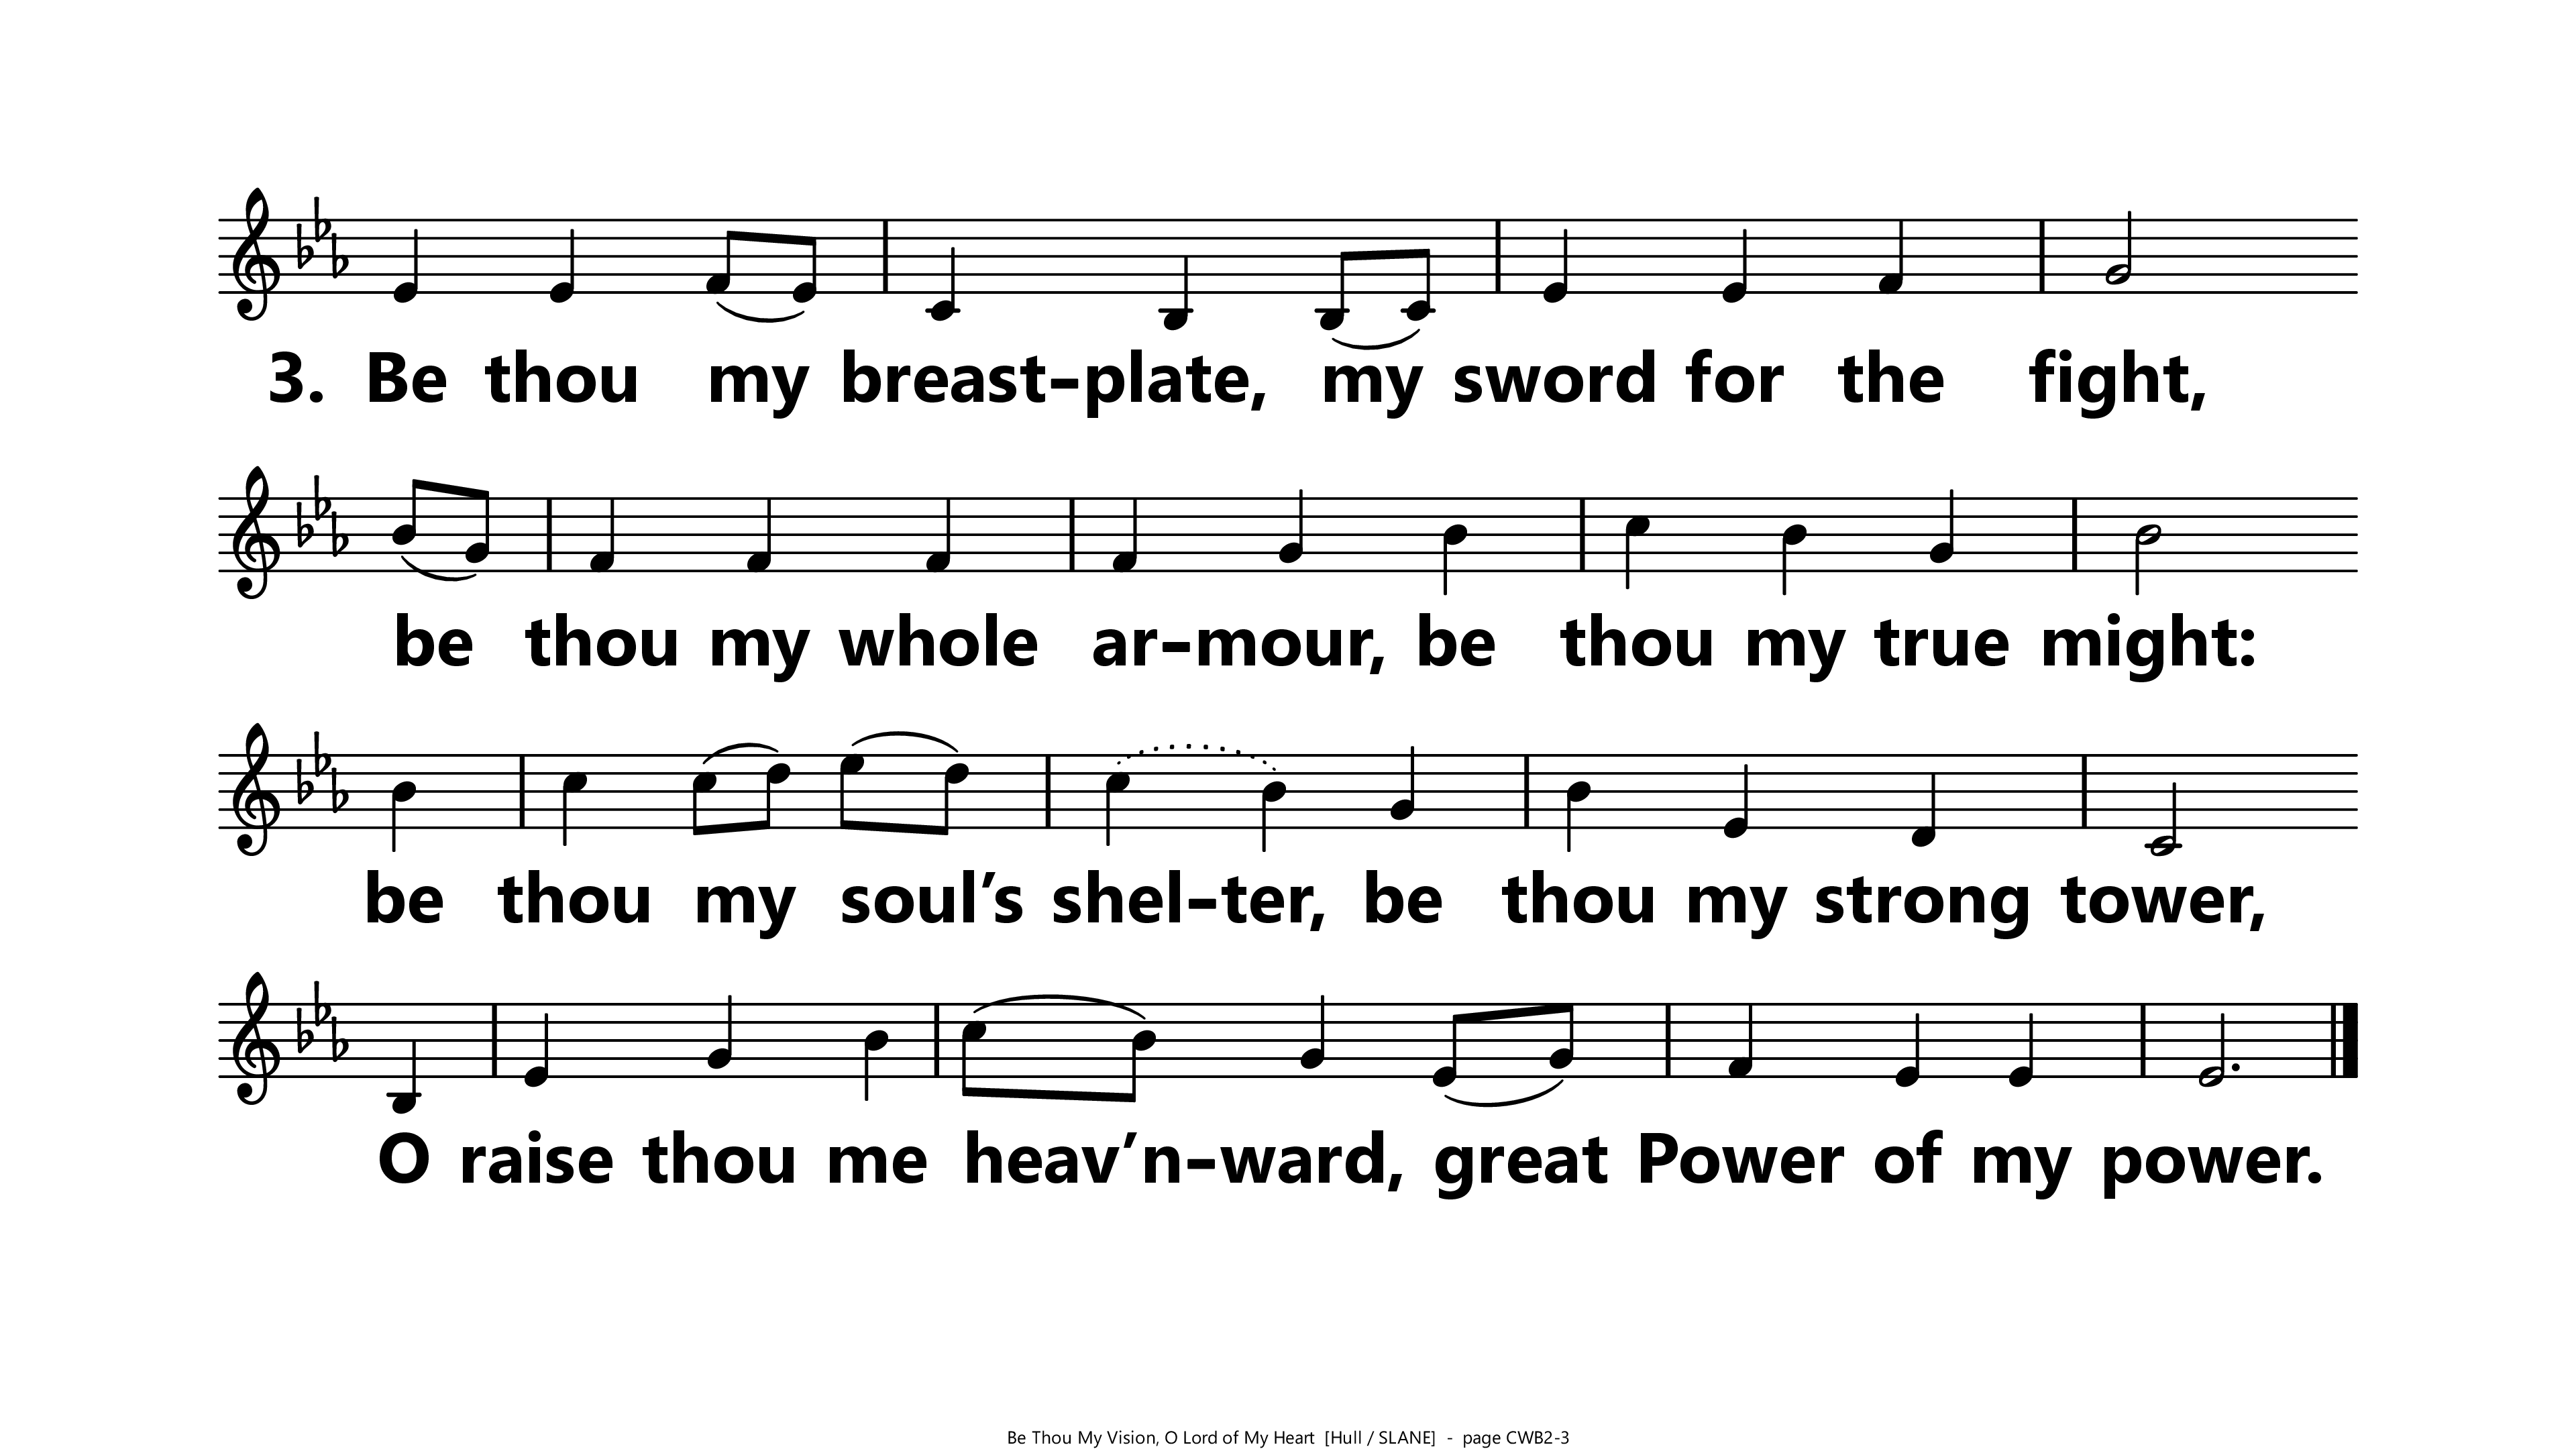 3. Be thou my breast-plate, my sword for the fight,
be thou my whole ar-mour, be thou my true might:
be thou my soul’s shel-ter, be thou my strong tower,
O raise thou me heav’n-ward, great Power of my power.
Be Thou My Vision, O Lord of My Heart [Hull / SLANE] - page CWB2-3